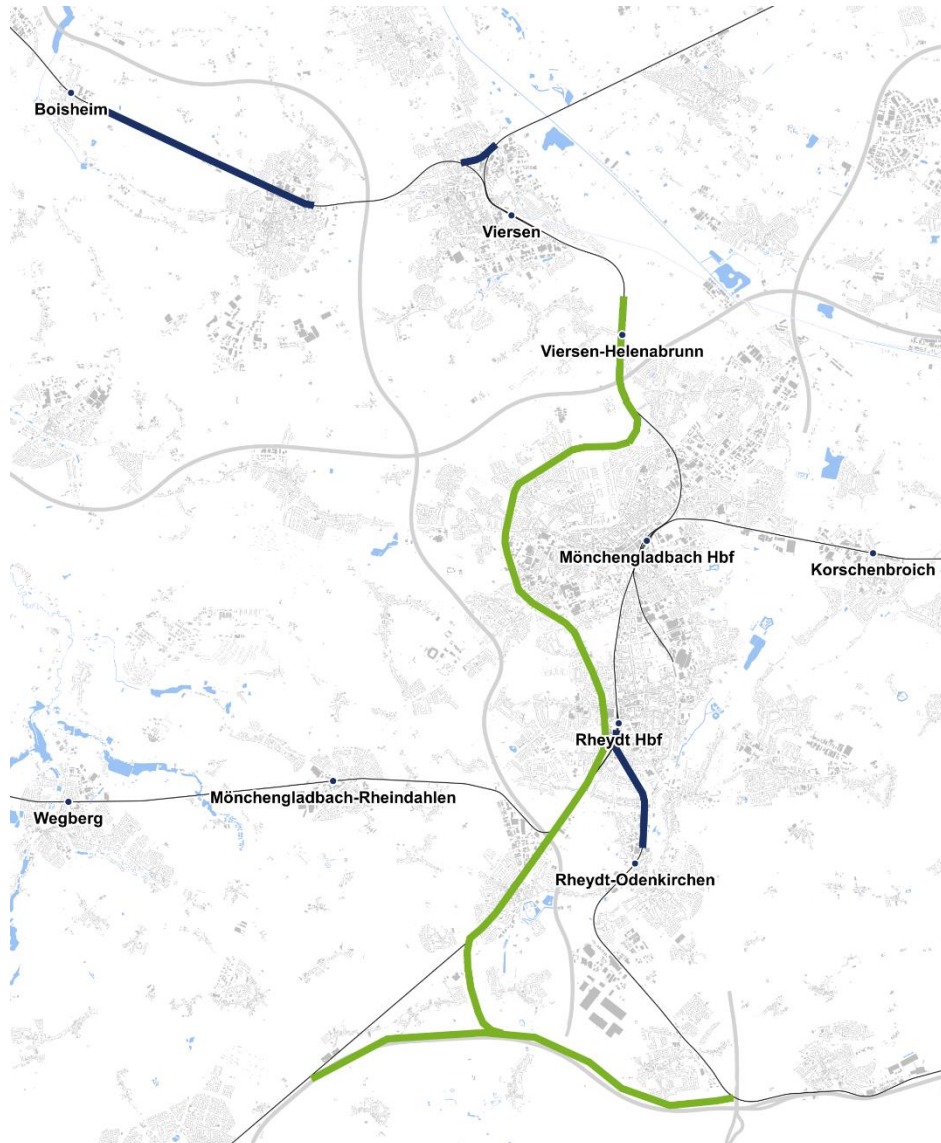 Boisheim
Viersen
Viersen-Helenabrunn
Mönchengladbach Hbf
Korschenbroich
Rheydt Hbf
Mönchengladbach-Rheindahlen
Wegberg
Rheydt-Odenkirchen